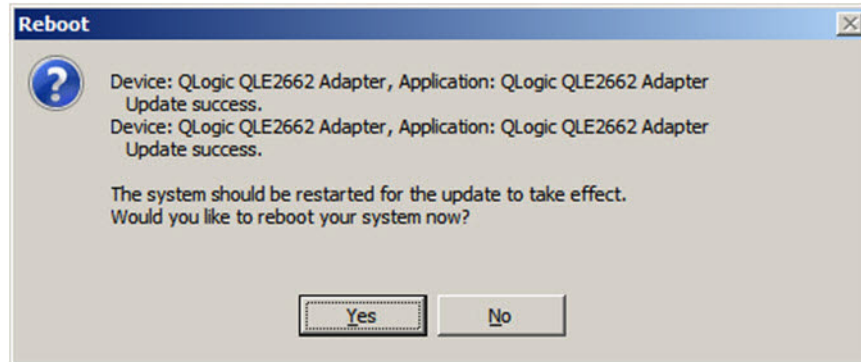 Reboot
Device: QLogic QLE2662 Adapter, Application: QLogic QLE2662 Adapter
Update success.
Device: QLogic QLE2662 Adapter, Application: QLogic QLE2662 Adapter
Update success.
The system should be restarted for the update to take effect.
Would you like to reboot your system now?
Yes
No